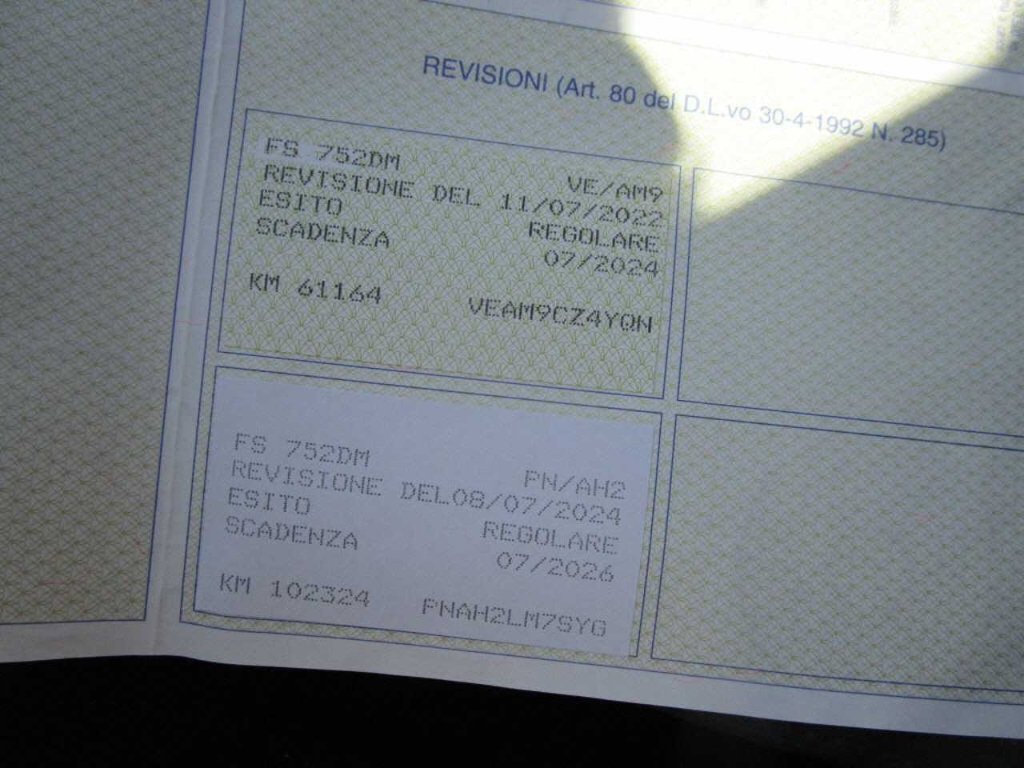 REVISIONI (Art. 80 del D.L.vo 30-4-1992 N. 285)
FS 752DM VE/AM9
REVISIONE DEL 11/07/2022
ESITO REGOLARE
SCADENZA 07/2024
KM 61164 VEAM9CZ4YQN
FS 752DM PN/AH2
REVISIONE DEL08/07/2024
ESITO REGOLARE
SCADENZA 07/2026
KM 102324 PNAH2LM7SYG